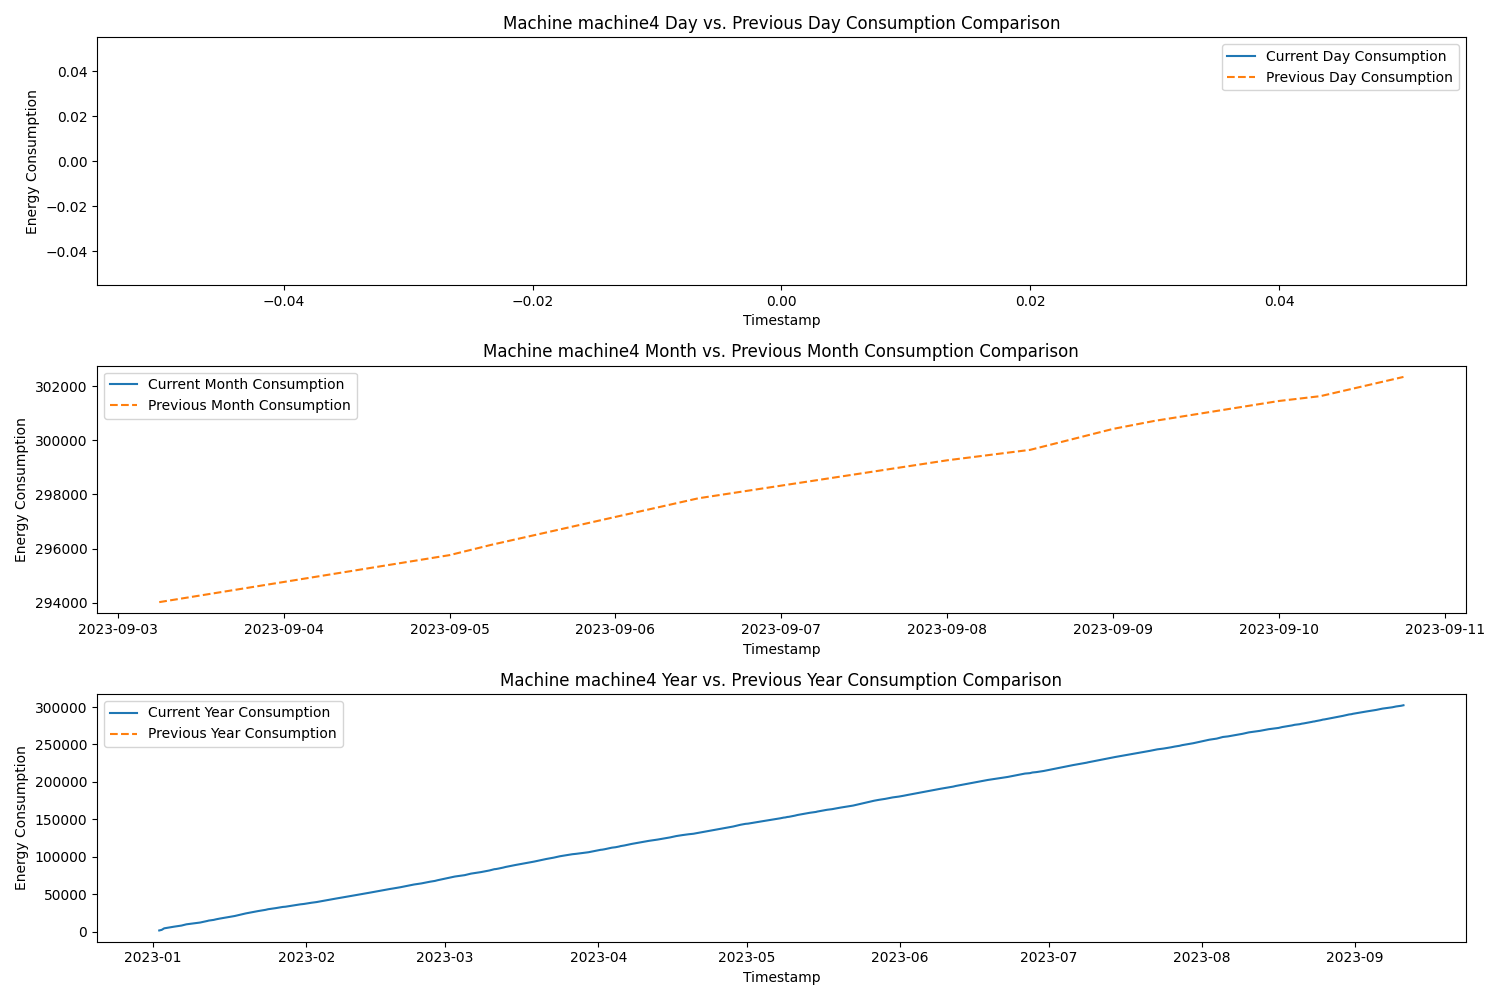 Machine machine4 Day vs. Previous Day Consumption Comparison
Energy Consumption
0.04
0.02
0.00
−0.02
−0.04
Current Day Consumption
Previous Day Consumption
−0.04 −0.02 0.00 0.02 0.04
Timestamp
Machine machine4 Month vs. Previous Month Consumption Comparison
Energy Consumption
302000
300000
298000
296000
294000
Current Month Consumption
Previous Month Consumption
2023-09-03 2023-09-04 2023-09-05 2023-09-06 2023-09-07 2023-09-08 2023-09-09 2023-09-10 2023-09-11
Timestamp
Machine machine4 Year vs. Previous Year Consumption Comparison
Energy Consumption
300000
250000
200000
150000
100000
50000
0
Current Year Consumption
Previous Year Consumption
2023-01 2023-02 2023-03 2023-04 2023-05 2023-06 2023-07 2023-08 2023-09
Timestamp